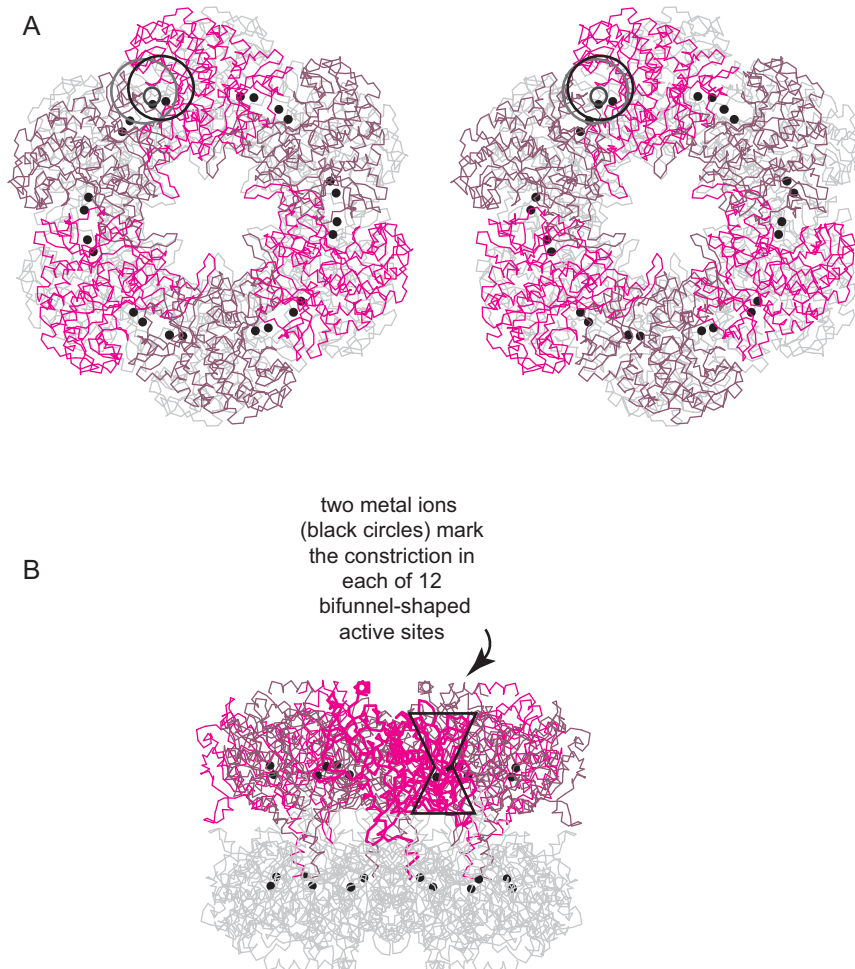 A
two metal ions
(black circles) mark
the constriction in
each of 12
bifunnel-shaped
active sites
B